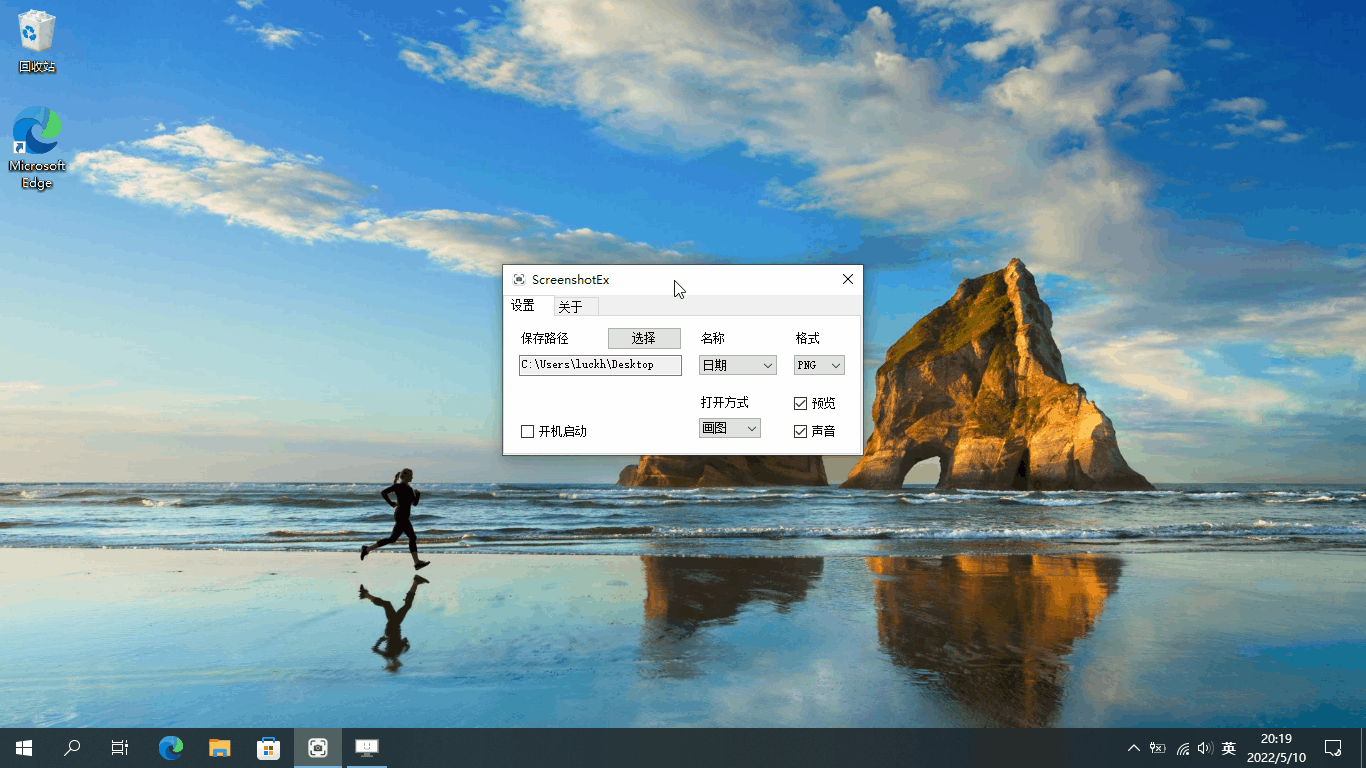 回收站
Microsoft
Edge
ScreenshotEx
设置 关于
保存路径 选择 名称 格式
C:\Users\luckh\Desktop 日期 PNG
打开方式 预览
开机启动 画图 声音
英 20:19
2022/5/10